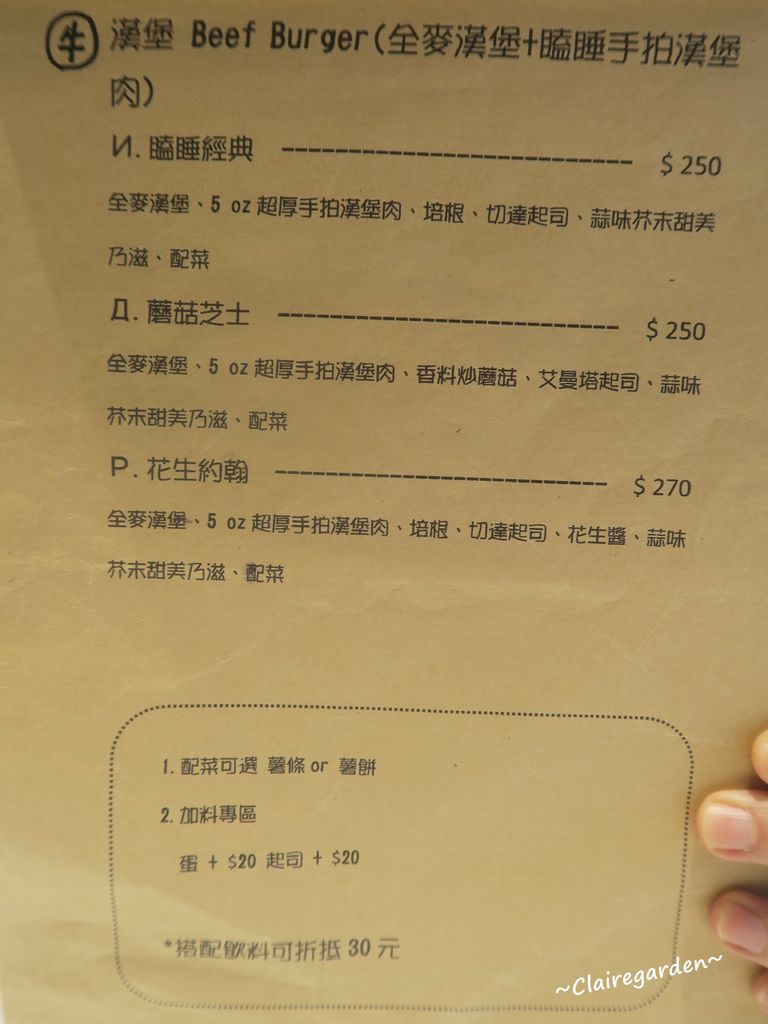 牛 漢堡 Beef Burger(全麥漢堡+瞌睡手拍漢堡
肉)
И. 瞌睡經典 ---------------------------- $ 250
全麥漢堡、5 oz 超厚手拍漢堡肉、培根、切達起司、蒜味芥末甜美
乃滋、配菜
Д. 蘑菇芝士 ---------------------------- $ 250
全麥漢堡、5 oz 超厚手拍漢堡肉、香料炒蘑菇、艾曼塔起司、蒜味
芥末甜美乃滋、配菜
P. 花生約翰 --------------------------- $ 270
全麥漢堡、5 oz 超厚手拍漢堡肉、培根、切達起司、花生醬、蒜味
芥末甜美乃滋、配菜
1. 配菜可選 薯條 or 薯餅
2. 加料專區
蛋 + $20 起司 + $20
*搭配飲料可折抵 30 元
~Clairegarden~